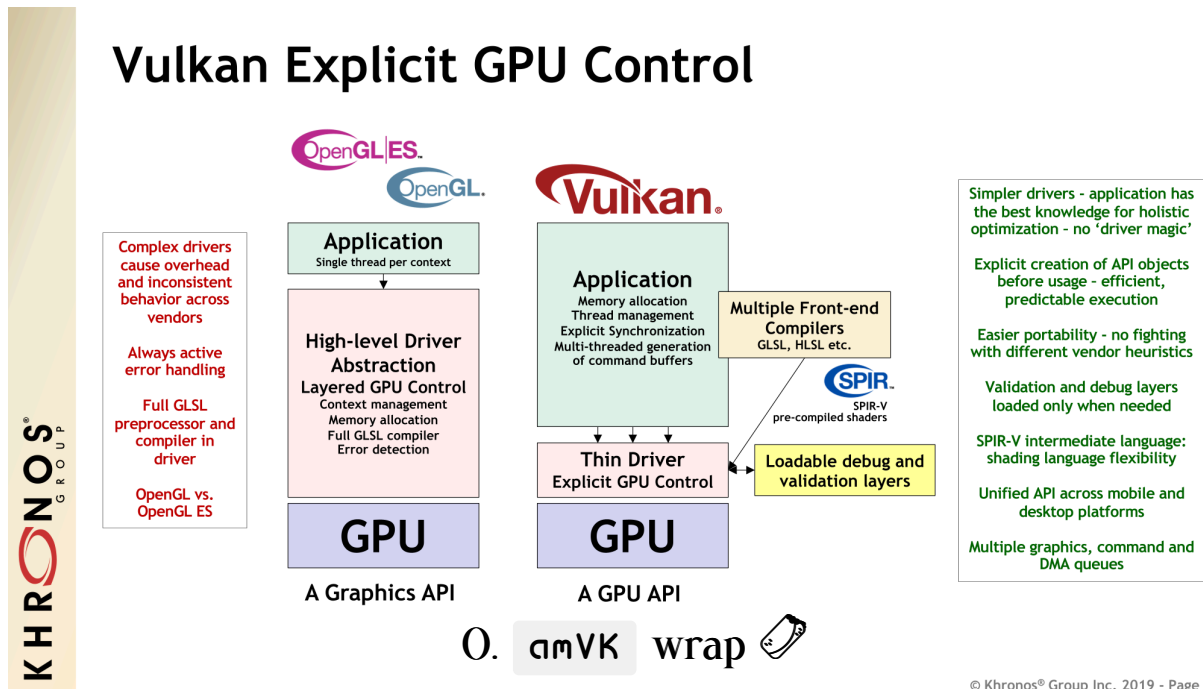 Vulkan Explicit GPU Control
OpenGL|ES™
OpenGL.
Vulkan®
Complex drivers
cause overhead
and inconsistent
behavior across
vendors
Always active
error handling
Full GLSL
preprocessor and
compiler in
driver
OpenGL vs.
OpenGL ES
Application
Single thread per context
High-level Driver
Abstraction
Layered GPU Control
Context management
Memory allocation
Full GLSL compiler
Error detection
GPU
A Graphics API
Application
Memory allocation
Thread management
Explicit Synchronization
Multi-threaded generation
of command buffers
Multiple Front-end
Compilers
GLSL, HLSL etc.
SPIR™
SPIR-V
pre-compiled shaders
Thin Driver
Explicit GPU Control
Loadable debug and
validation layers
GPU
A GPU API
Simpler drivers - application has
the best knowledge for holistic
optimization - no ‘driver magic’
Explicit creation of API objects
before usage - efficient,
predictable execution
Easier portability - no fighting
with different vendor heuristics
Validation and debug layers
loaded only when needed
SPIR-V intermediate language:
shading language flexibility
Unified API across mobile and
desktop platforms
Multiple graphics, command and
DMA queues
O. amVK wrap
KHRONOS®
GROUP
© Khronos® Group Inc. 2019 - Page